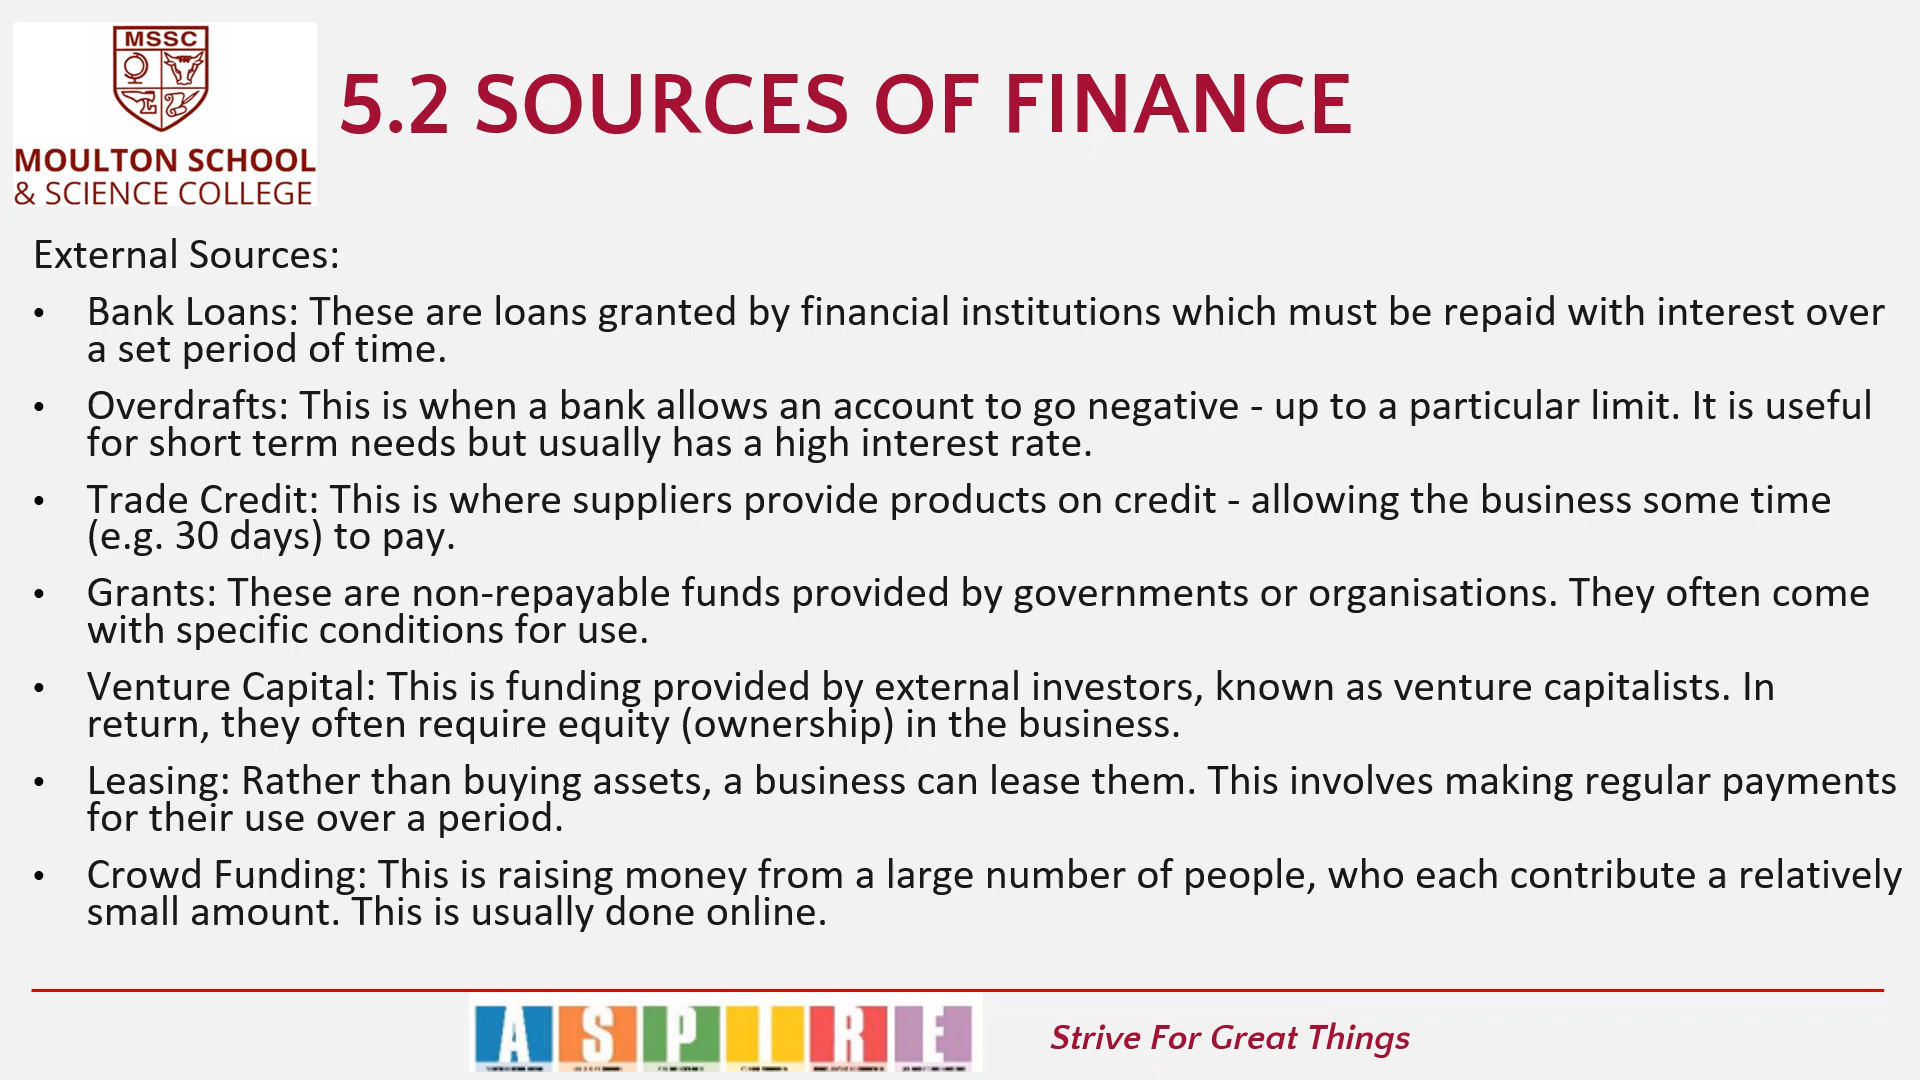 MSSC
MOULTON SCHOOL
& SCIENCE COLLEGE
5.2 SOURCES OF FINANCE
External Sources:
• Bank Loans: These are loans granted by financial institutions which must be repaid with interest over
a set period of time.
• Overdrafts: This is when a bank allows an account to go negative - up to a particular limit. It is useful
for short term needs but usually has a high interest rate.
• Trade Credit: This is where suppliers provide products on credit - allowing the business some time
(e.g. 30 days) to pay.
• Grants: These are non-repayable funds provided by governments or organisations. They often come
with specific conditions for use.
• Venture Capital: This is funding provided by external investors, known as venture capitalists. In
return, they often require equity (ownership) in the business.
• Leasing: Rather than buying assets, a business can lease them. This involves making regular payments
for their use over a period.
• Crowd Funding: This is raising money from a large number of people, who each contribute a relatively
small amount. This is usually done online.
ASPIRE
Strive For Great Things